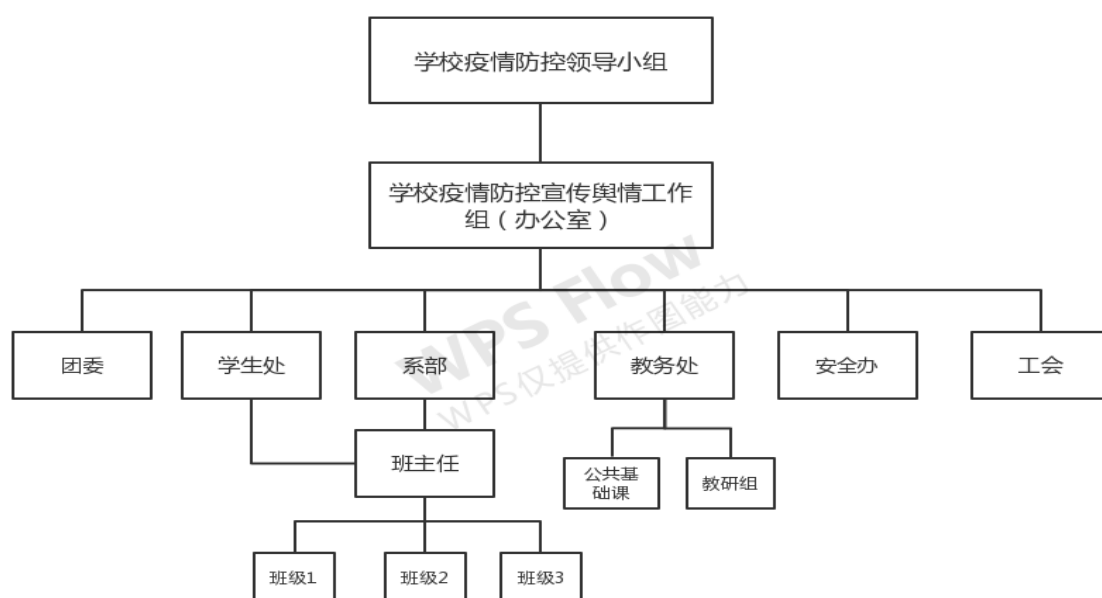 学校疫情防控领导小组
学校疫情防控宣传舆情工作
组（办公室）
WPS Flow
WPS仅提供作图能力
团委
学生处
系部
教务处
安全办
工会
班主任
公共基
础课
教研组
班级1
班级2
班级3